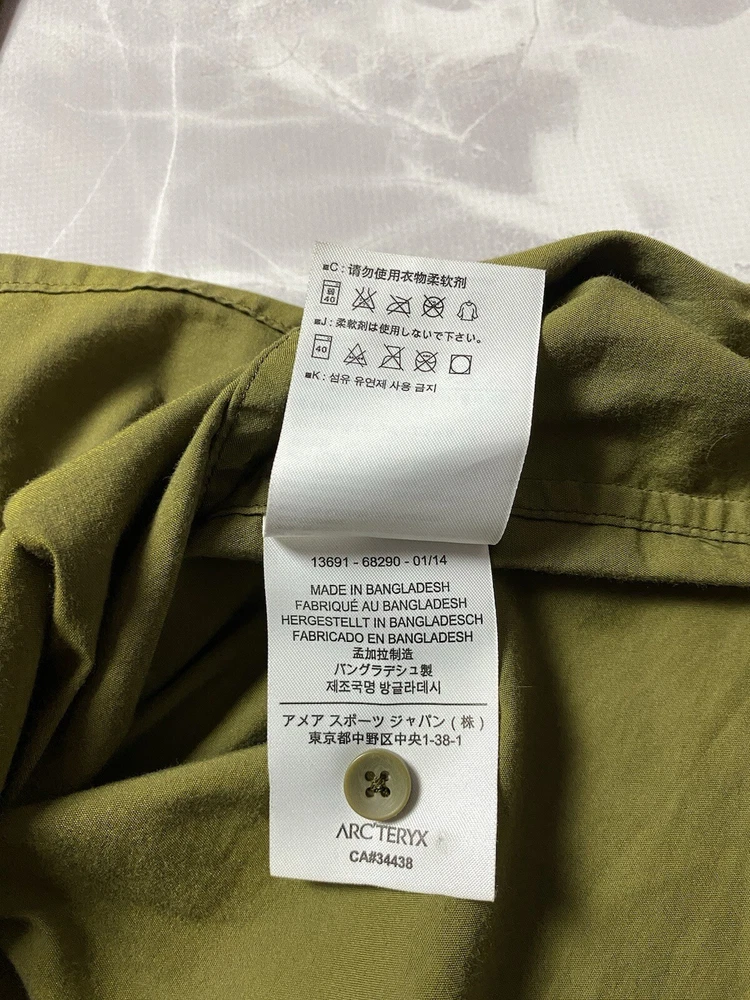 ■C : 请勿使用衣物柔软剂
弱
40
■J : 柔軟剤は使用しないで下さい。
40
■K : 섬유 유연제 사용 금지
13691 - 68290 - 01/14
MADE IN BANGLADESH
FABRIQUÉ AU BANGLADESH
HERGESTELLT IN BANGLADESCH
FABRICADO EN BANGLADESH
孟加拉制造
バングラデシュ製
제조국명 방글라데시
アメア スポーツ ジャパン ( 株 )
東京都中野区中央1-38-1
ARC'TERYX
CA#34438